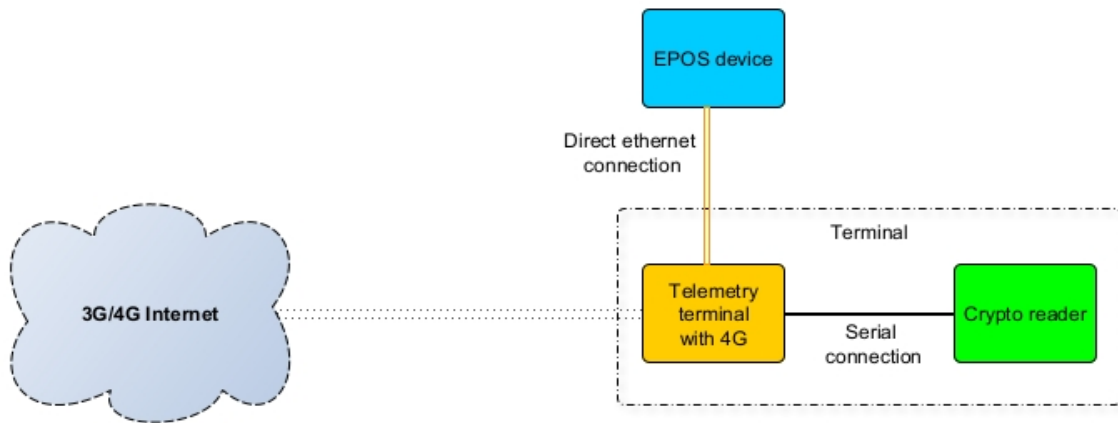 EPOS device
Direct ethernet
connection
Terminal
3G/4G Internet
Telemetry
terminal
with 4G
Serial
connection
Crypto reader